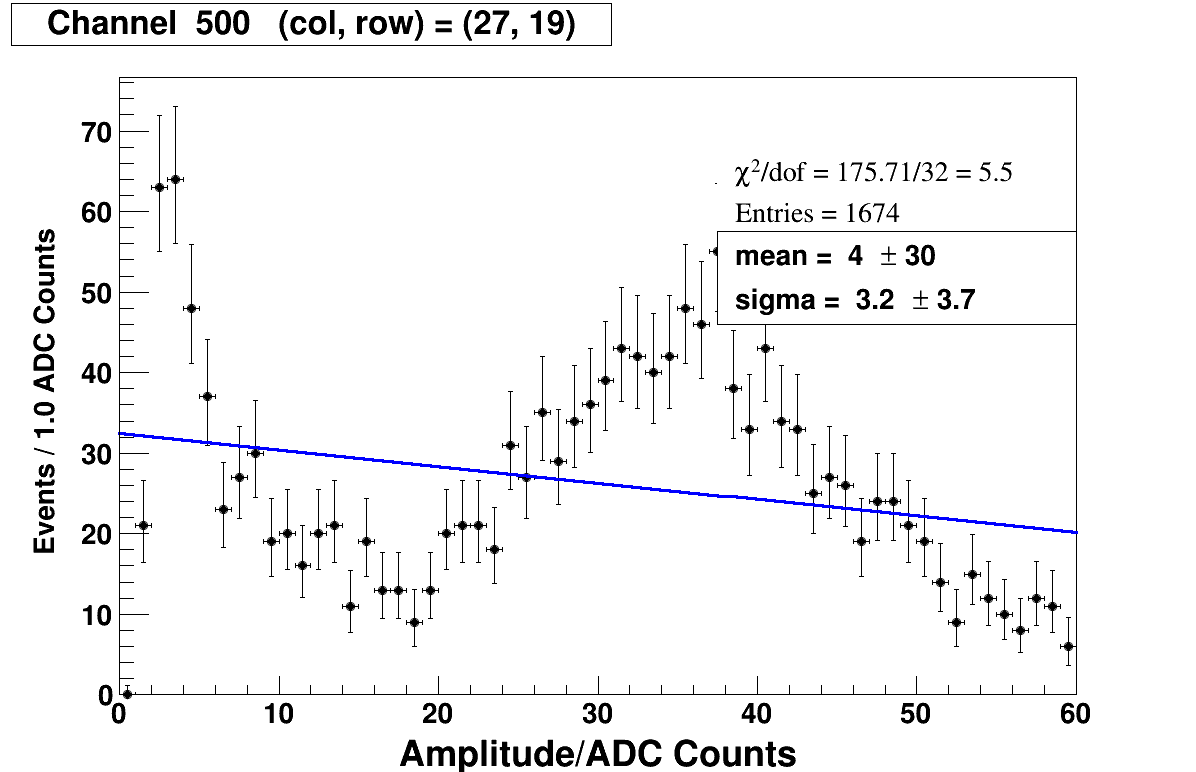 Channel 500 (col, row) = (27, 19)
70
60
50
40
30
20
10
0
Events / 1.0 ADC Counts
χ²/dof = 175.71/32 = 5.5
Entries = 1674
mean = 4 ± 30
sigma = 3.2 ± 3.7
0 10 20 30 40 50 60
Amplitude/ADC Counts